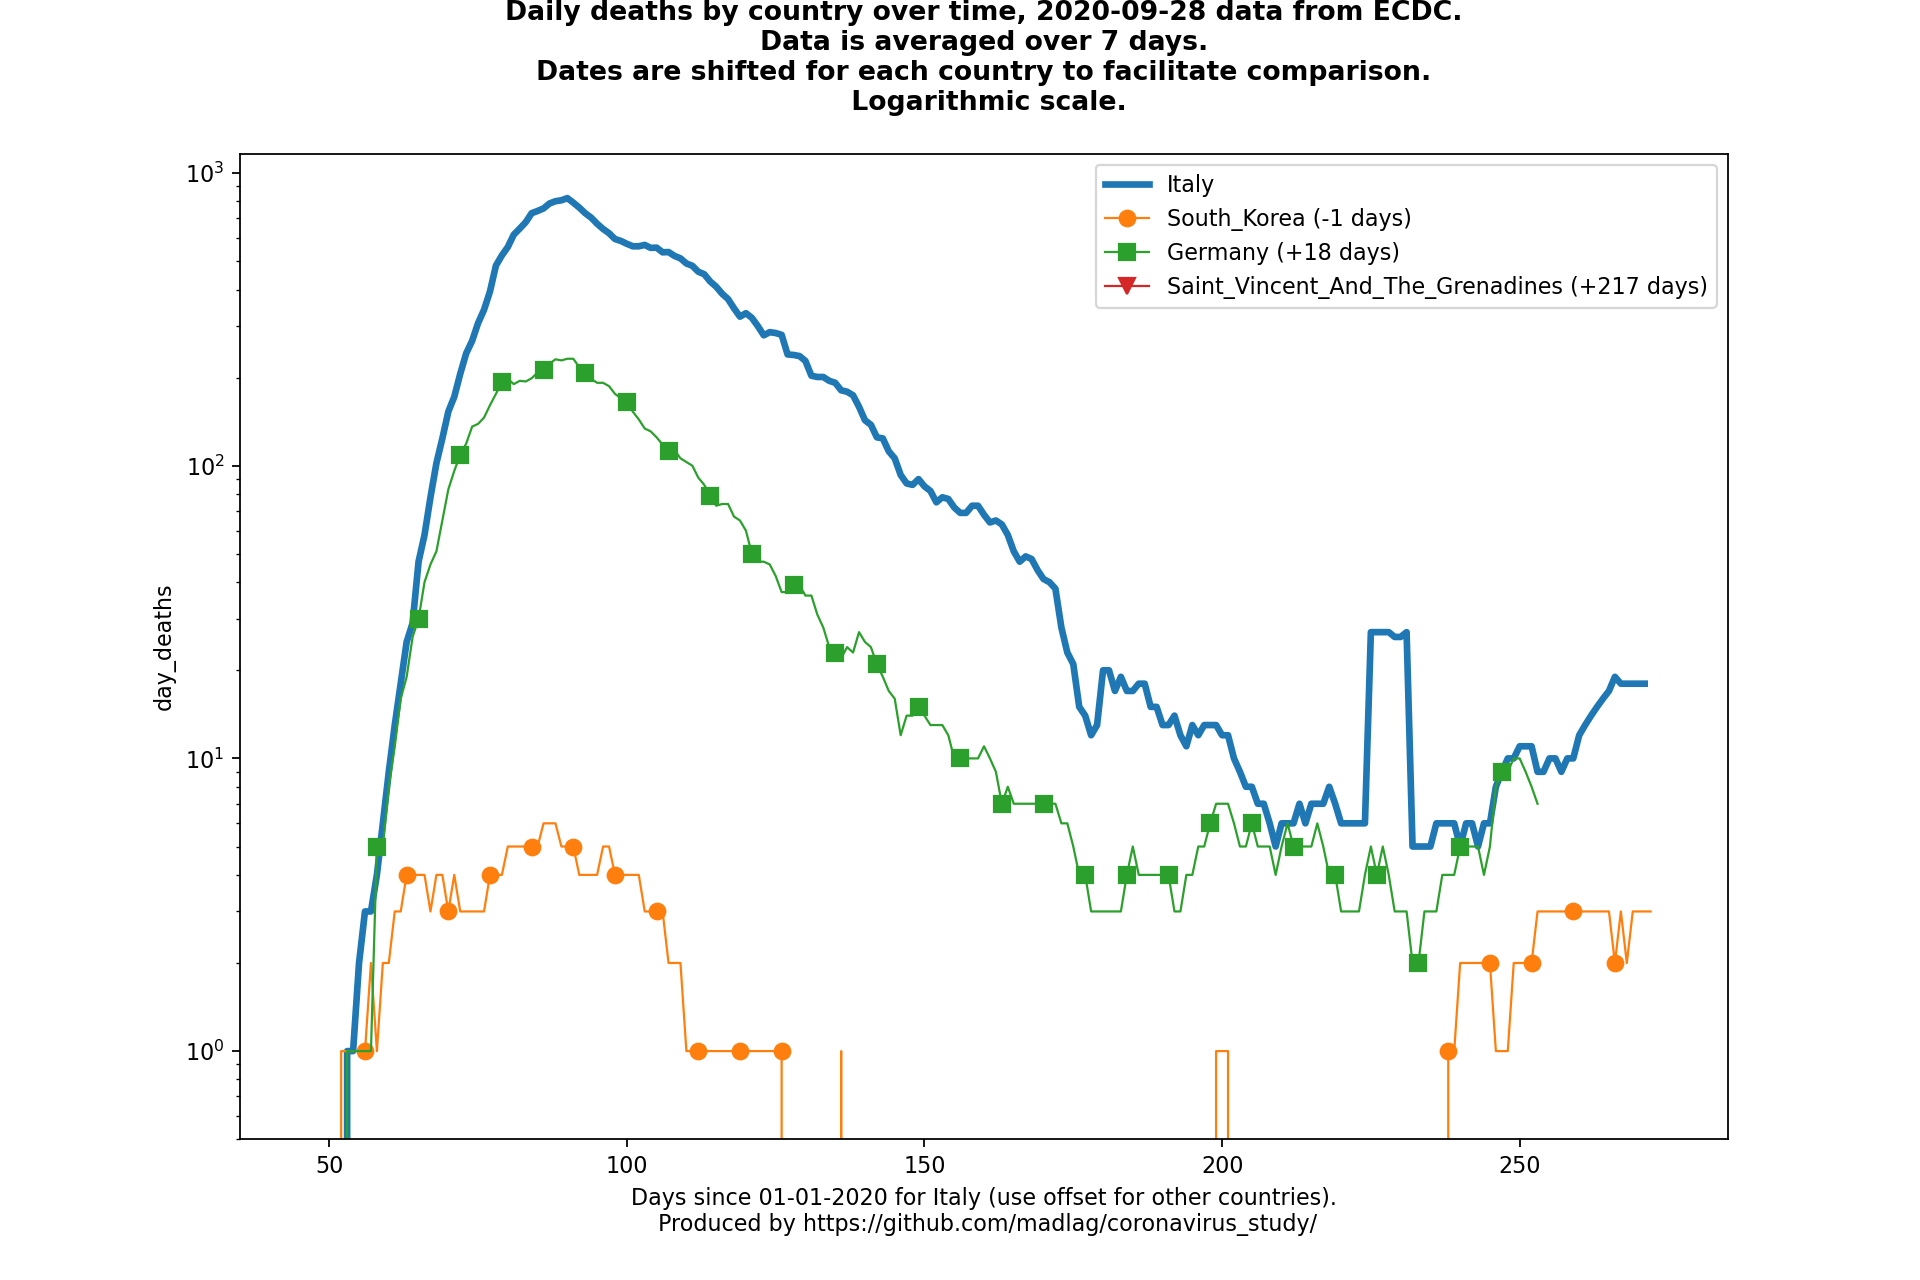 Daily deaths by country over time, 2020-09-28 data from ECDC.
Data is averaged over 7 days.
Dates are shifted for each country to facilitate comparison.
Logarithmic scale.
10³
10²
10¹
10⁰
day_deaths
Italy
South_Korea (-1 days)
Germany (+18 days)
Saint_Vincent_And_The_Grenadines (+217 days)
50 100 150 200 250
Days since 01-01-2020 for Italy (use offset for other countries).
Produced by https://github.com/madlag/coronavirus_study/